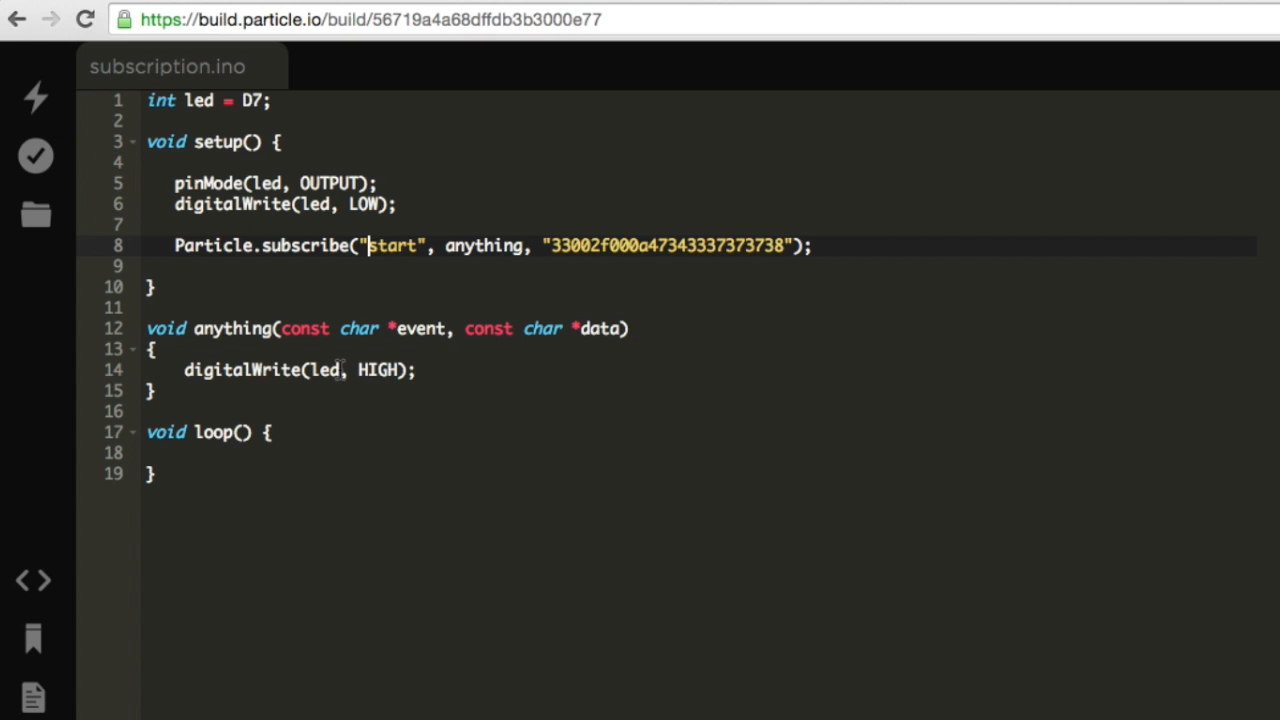 https://build.particle.io/build/56719a4a68dffdb3b3000e77
subscription.ino
1 int led = D7;
2
3 void setup() {
4
5 pinMode(led, OUTPUT);
6 digitalWrite(led, LOW);
7
8 Particle.subscribe("start", anything, "33002f000a47343337373738");
9
10 }
11
12 void anything(const char *event, const char *data)
13 {
14 digitalWrite(led, HIGH);
15 }
16
17 void loop() {
18
19 }